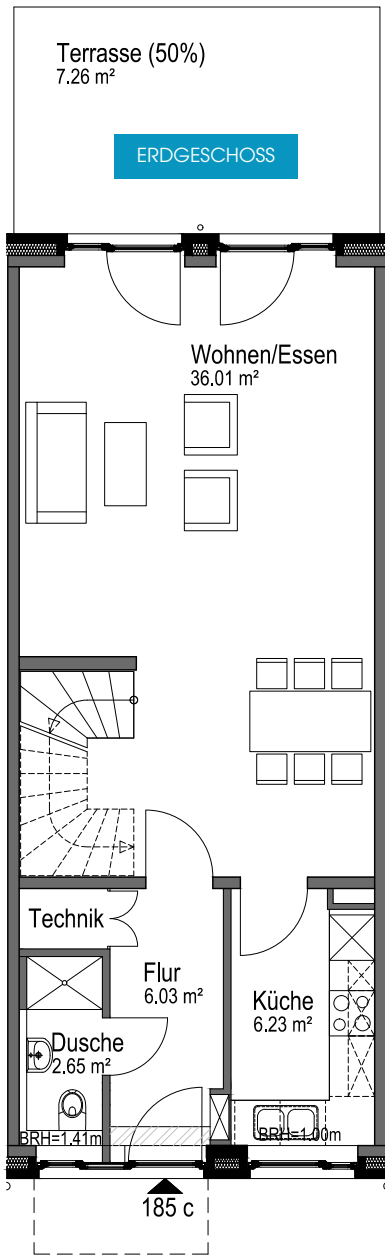 Terrasse (50%)
7.26 m²
ERDGESCHOSS
Wohnen/Essen
36.01 m²
Technik
Flur
6.03 m²
Küche
6.23 m²
Dusche
2.65 m²
BRH=1.41m
BRH=1.00m
185 c